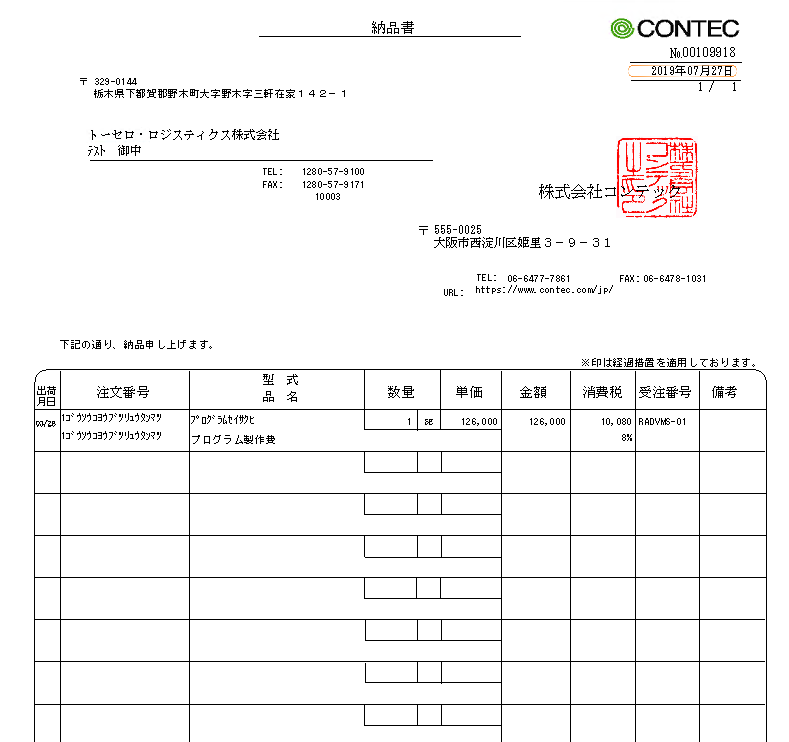 納品書
CONTEC
№00109918
2019年07月27日
1 / 1
〒 329-0144
栃木県下都賀郡野木町大字野木字三軒在家１４２－１
トーセロ・ロジスティクス株式会社
ﾃｽﾄ 御中
TEL: 1280-57-9100
FAX: 1280-57-9171
10003
株式会社コンテック
〒 555-0025
大阪市西淀川区姫里３－９－３１
TEL: 06-6477-7861 FAX: 06-6478-1031
URL: https://www.contec.com/jp/
下記の通り、納品申し上げます。
※印は経過措置を適用しております。
出荷月日 注文番号 型式 品名 数量 単価 金額 消費税 受注番号 備考
1ｺﾞｳｿｳｺﾖｳﾌﾞﾂﾘｭｳﾀﾝﾏﾂ ﾌﾟﾛｸﾞﾗﾑｾｲｻｸﾋ 1 SE 126,000 126,000 10,080 RADVMS-01
1ｺﾞｳｿｳｺﾖｳﾌﾞﾂﾘｭｳﾀﾝﾏﾂ プログラム製作費 8%